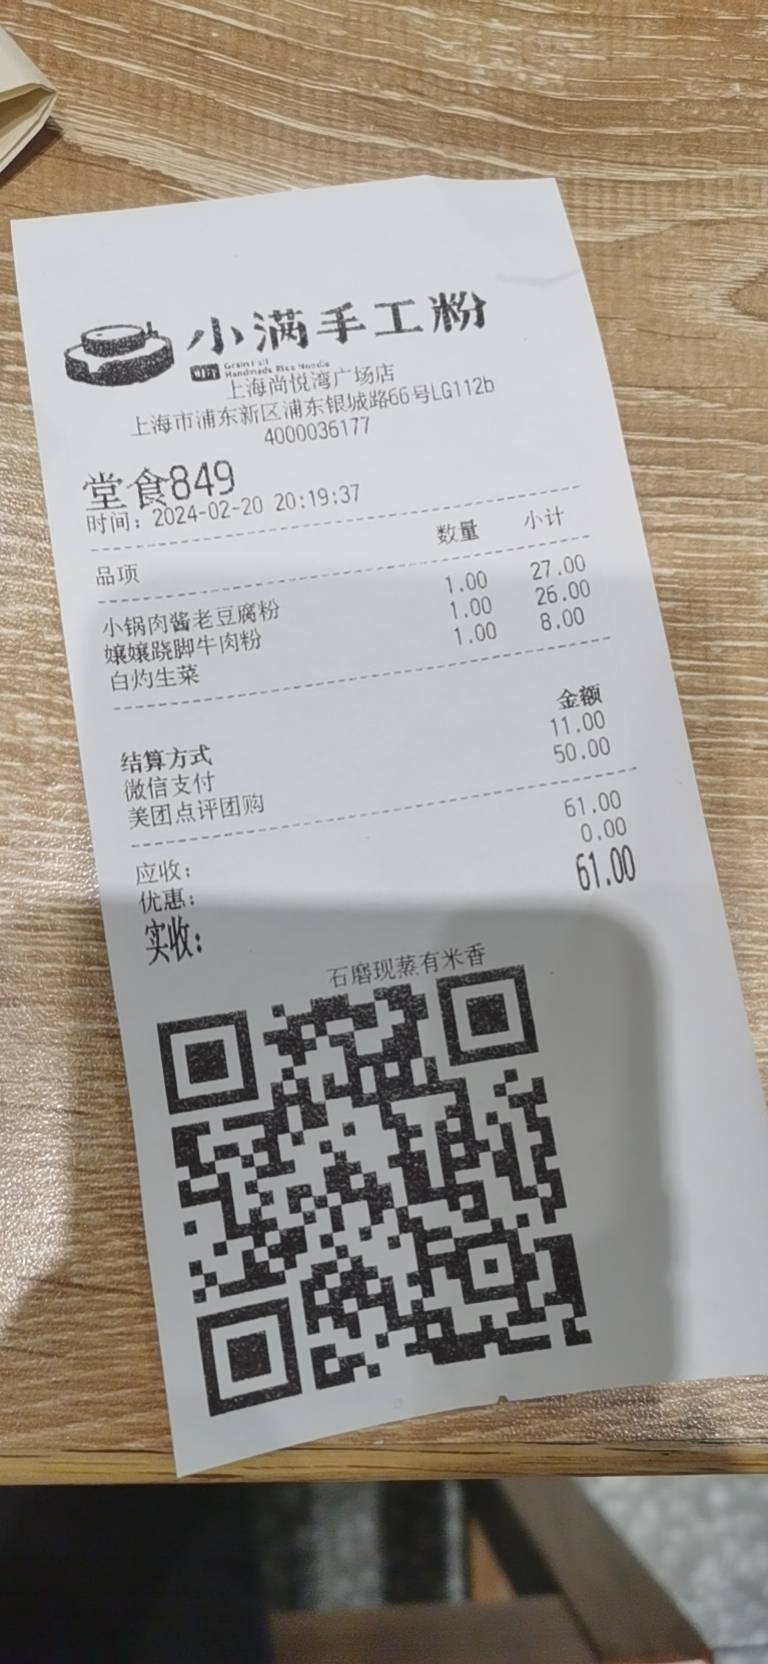 小满手工粉
Grain Full
Handmade Rice Noodle
上海尚悦湾广场店
上海市浦东新区浦东银城路66号LG112b
4000036177
堂食849
时间：2024-02-20 20:19:37
品项 数量 小计
小锅肉酱老豆腐粉 1.00 27.00
孃孃跷脚牛肉粉 1.00 26.00
白灼生菜 1.00 8.00
结算方式 金额
微信支付 11.00
美团点评团购 50.00
应收： 61.00
优惠： 0.00
实收： 61.00
石磨现蒸有米香